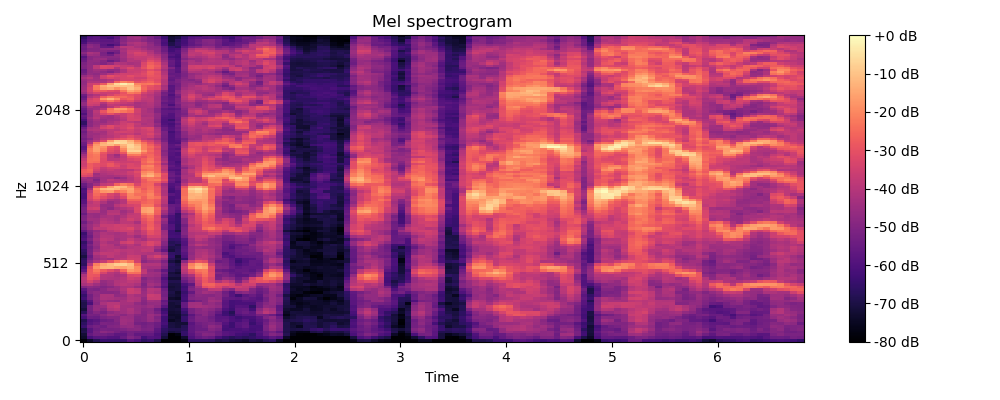 Mel spectrogram
+0 dB
2048
-10 dB
-20 dB
-30 dB
Hz
1024
-40 dB
-50 dB
512
-60 dB
-70 dB
0
-80 dB
0 1 2 3 4 5 6
Time